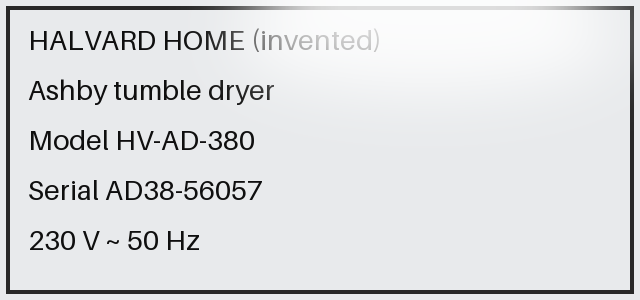 HALVARD HOME (invented)
Ashby tumble dryer
Model HV-AD-380
Serial AD38-56057
230 V ~ 50 Hz